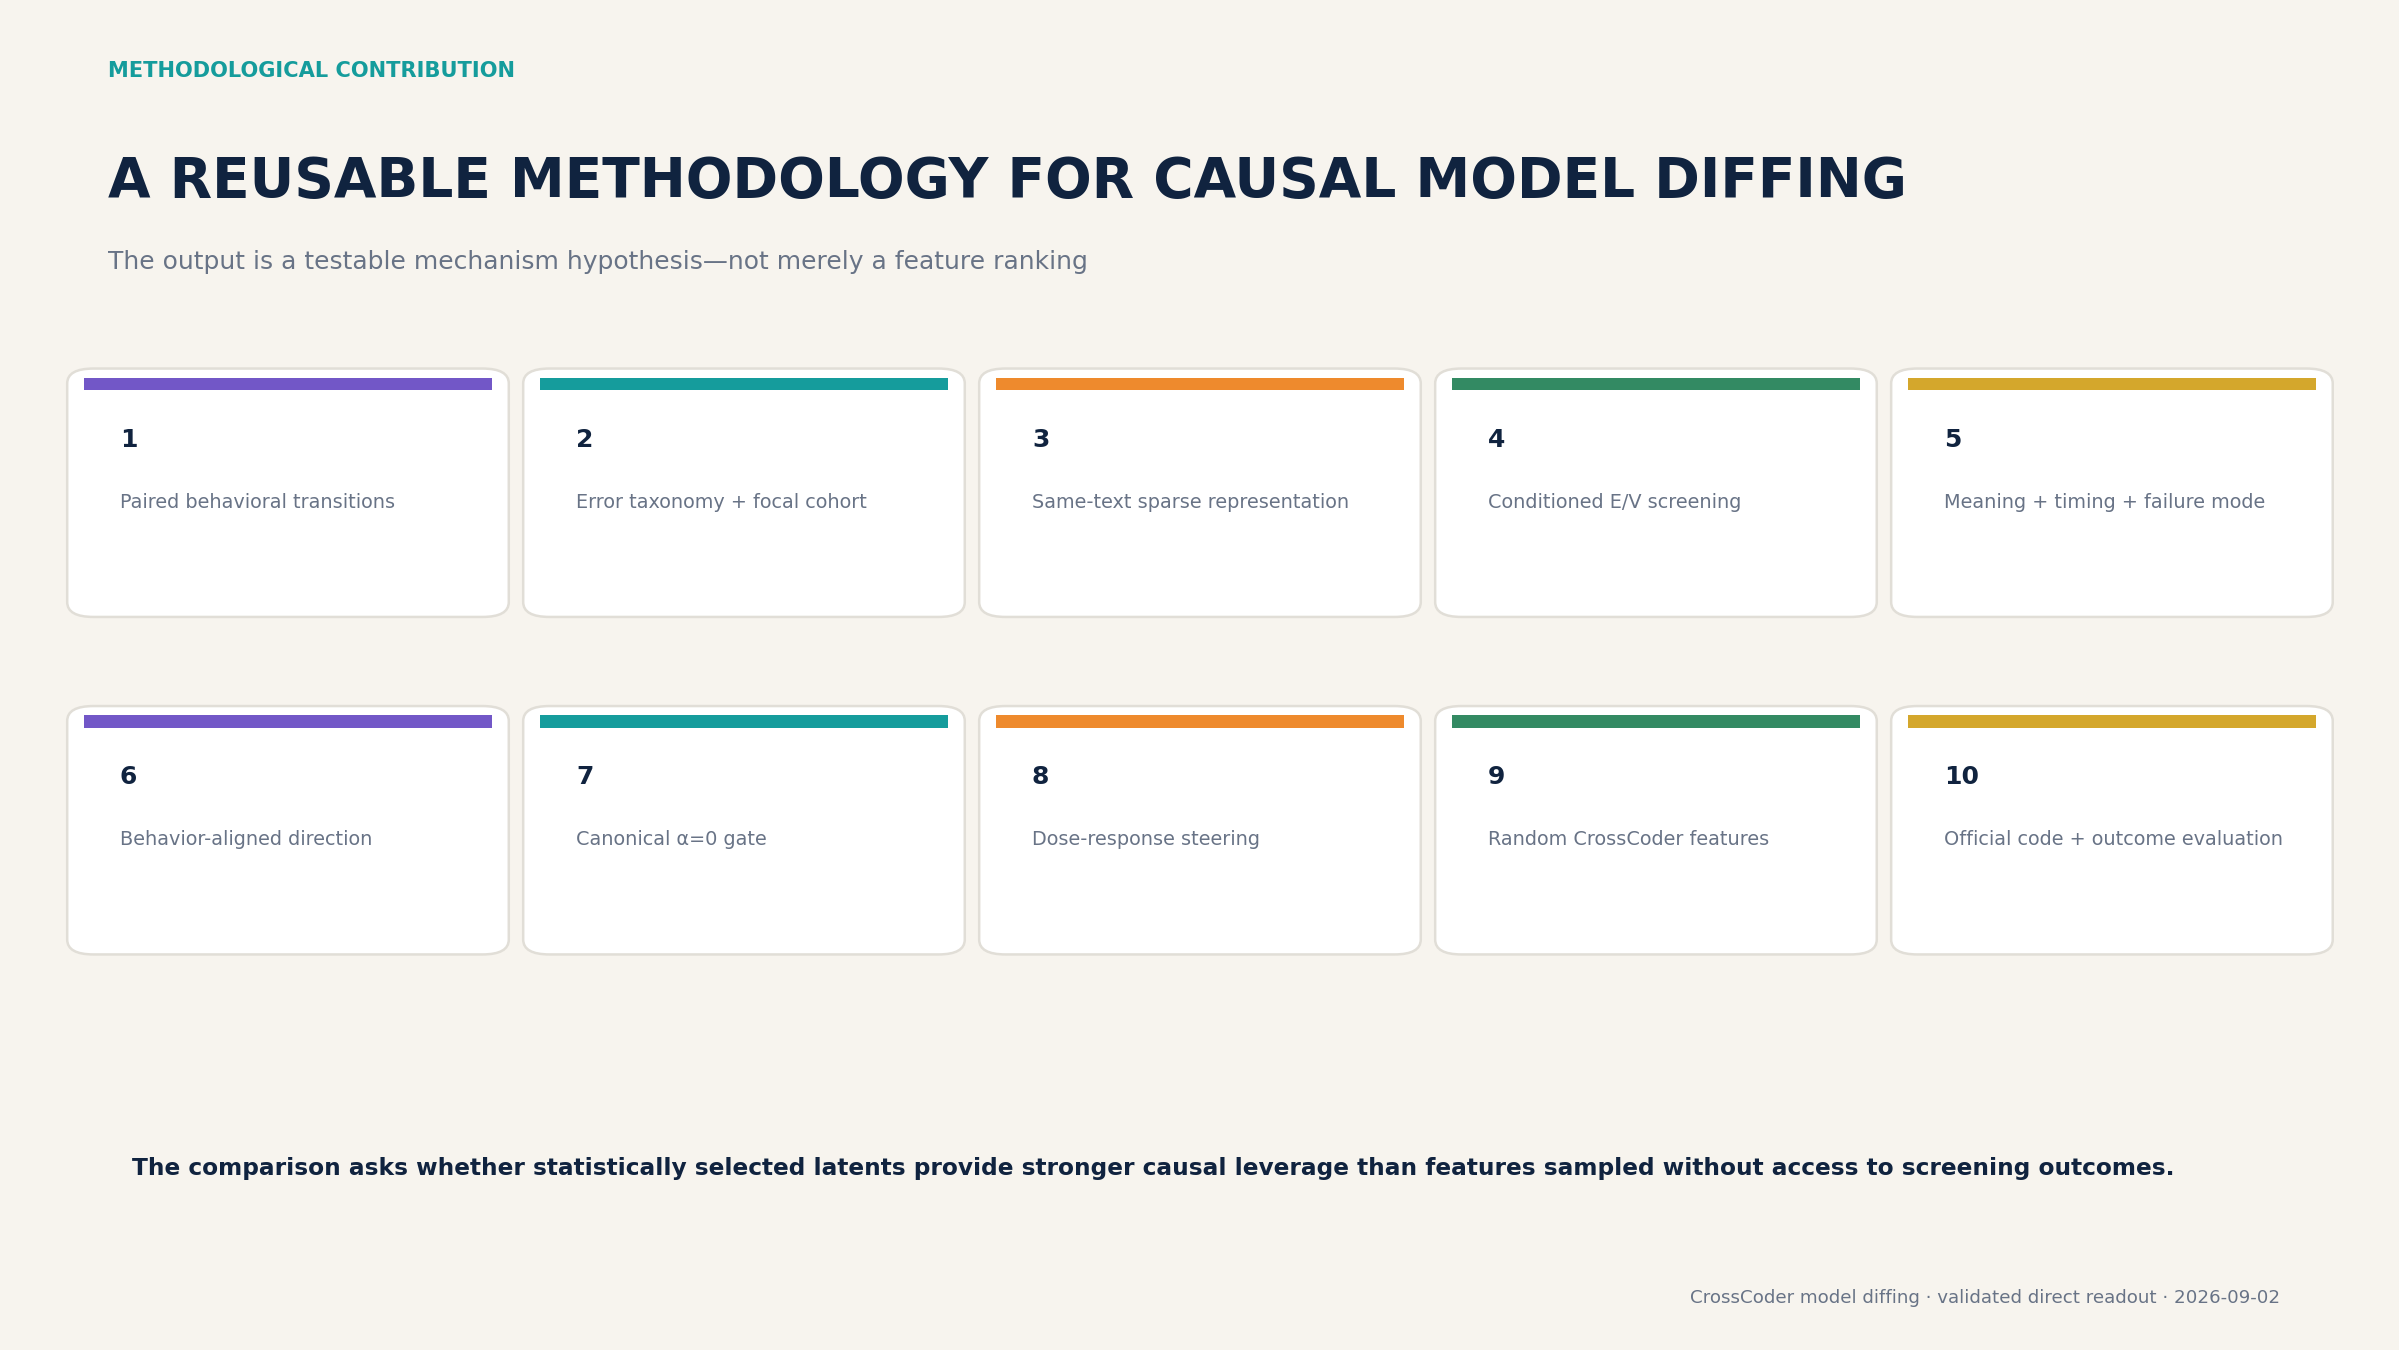 METHODOLOGICAL CONTRIBUTION
A REUSABLE METHODOLOGY FOR CAUSAL MODEL DIFFING
The output is a testable mechanism hypothesis—not merely a feature ranking
1
Paired behavioral transitions
2
Error taxonomy + focal cohort
3
Same-text sparse representation
4
Conditioned E/V screening
5
Meaning + timing + failure mode
6
Behavior-aligned direction
7
Canonical α=0 gate
8
Dose-response steering
9
Random CrossCoder features
10
Official code + outcome evaluation
The comparison asks whether statistically selected latents provide stronger causal leverage than features sampled without access to screening outcomes.
CrossCoder model diffing · validated direct readout · 2026-09-02